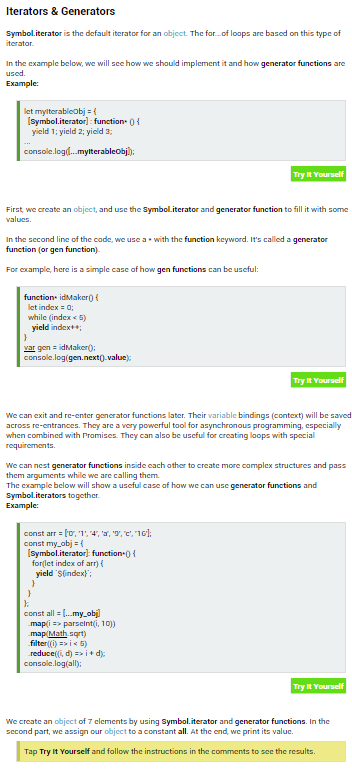 Iterators & Generators
Symbol.iterator is the default iterator for an object. The for...of loops are based on this type of
iterator.
In the example below, we will see how we should implement it and how generator functions are
used.
Example:
let myIterableObj = {
[Symbol.iterator] : function* () {
yield 1; yield 2; yield 3;
...
console.log([...myIterableObj]);
Try It Yourself
First, we create an object, and use the Symbol.iterator and generator function to fill it with some
values.
In the second line of the code, we use a * with the function keyword. It's called a generator
function (or gen function).
For example, here is a simple case of how gen functions can be useful:
function* idMaker() {
let index = 0;
while (index < 5)
yield index++;
}
var gen = idMaker();
console.log(gen.next().value);
Try It Yourself
We can exit and re-enter generator functions later. Their variable bindings (context) will be saved
across re-entrances. They are a very powerful tool for asynchronous programming, especially
when combined with Promises. They can also be useful for creating loops with special
requirements.
We can nest generator functions inside each other to create more complex structures and pass
them arguments while we are calling them.
The example below will show a useful case of how we can use generator functions and
Symbol.iterators together.
Example:
const arr = ['0', '1', '4', 'a', '9', 'c', '16'];
const my_obj = {
[Symbol.iterator]: function*() {
for(let index of arr) {
yield `${index}`;
}
}
};
const all = [...my_obj]
.map(i => parseInt(i, 10))
.map(Math.sqrt)
.filter((i) => i < 5)
.reduce((i, d) => i + d);
console.log(all);
Try It Yourself
We create an object of 7 elements by using Symbol.iterator and generator functions. In the
second part, we assign our object to a constant all. At the end, we print its value.
Tap Try It Yourself and follow the instructions in the comments to see the results.